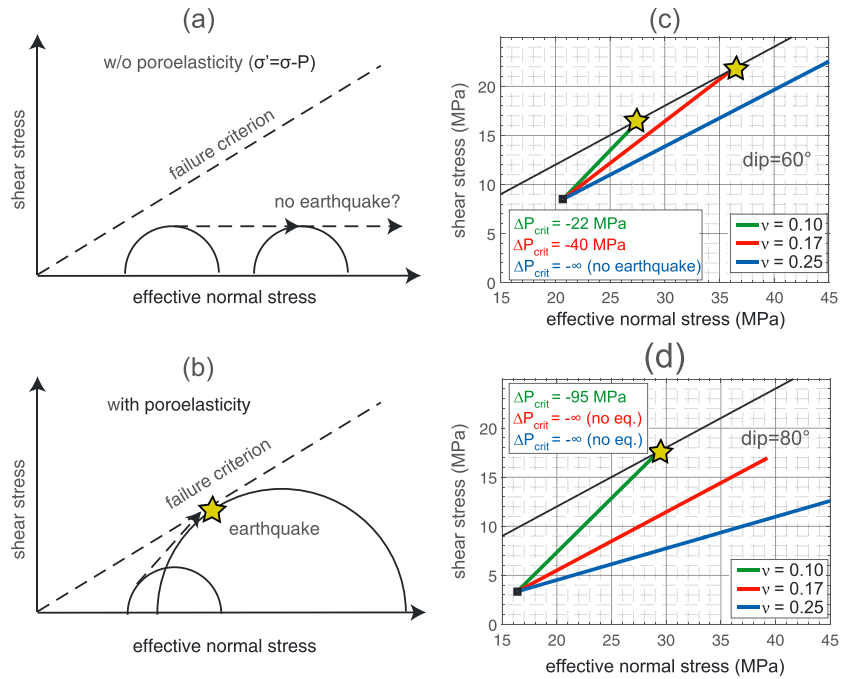 (a)
w/o poroelasticity (σ'=σ-P)
failure criterion
no earthquake?
shear stress
effective normal stress
(b)
with poroelasticity
failure criterion
earthquake
shear stress
effective normal stress
(c)
shear stress (MPa)
20
15
10
5
0
dip=60°
ΔPcrit = -22 MPa
ΔPcrit = -40 MPa
ΔPcrit = -∞ (no earthquake)
ν = 0.10
ν = 0.17
ν = 0.25
15 20 25 30 35 40 45
effective normal stress (MPa)
(d)
shear stress (MPa)
20
15
10
5
0
ΔPcrit = -95 MPa
ΔPcrit = -∞ (no eq.)
ΔPcrit = -∞ (no eq.)
dip=80°
ν = 0.10
ν = 0.17
ν = 0.25
15 20 25 30 35 40 45
effective normal stress (MPa)